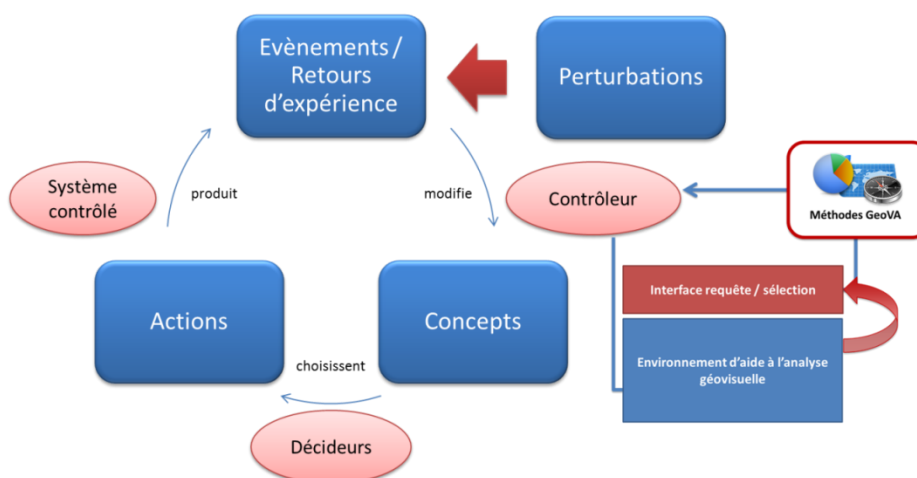 Evènements /
Retours
d'expérience
Perturbations
Système
contrôlé
produit
modifie
Contrôleur
Méthodes GeoVA
Actions
Concepts
Interface requête / sélection
Environnement d'aide à l'analyse
géovisuelle
choisissent
Décideurs